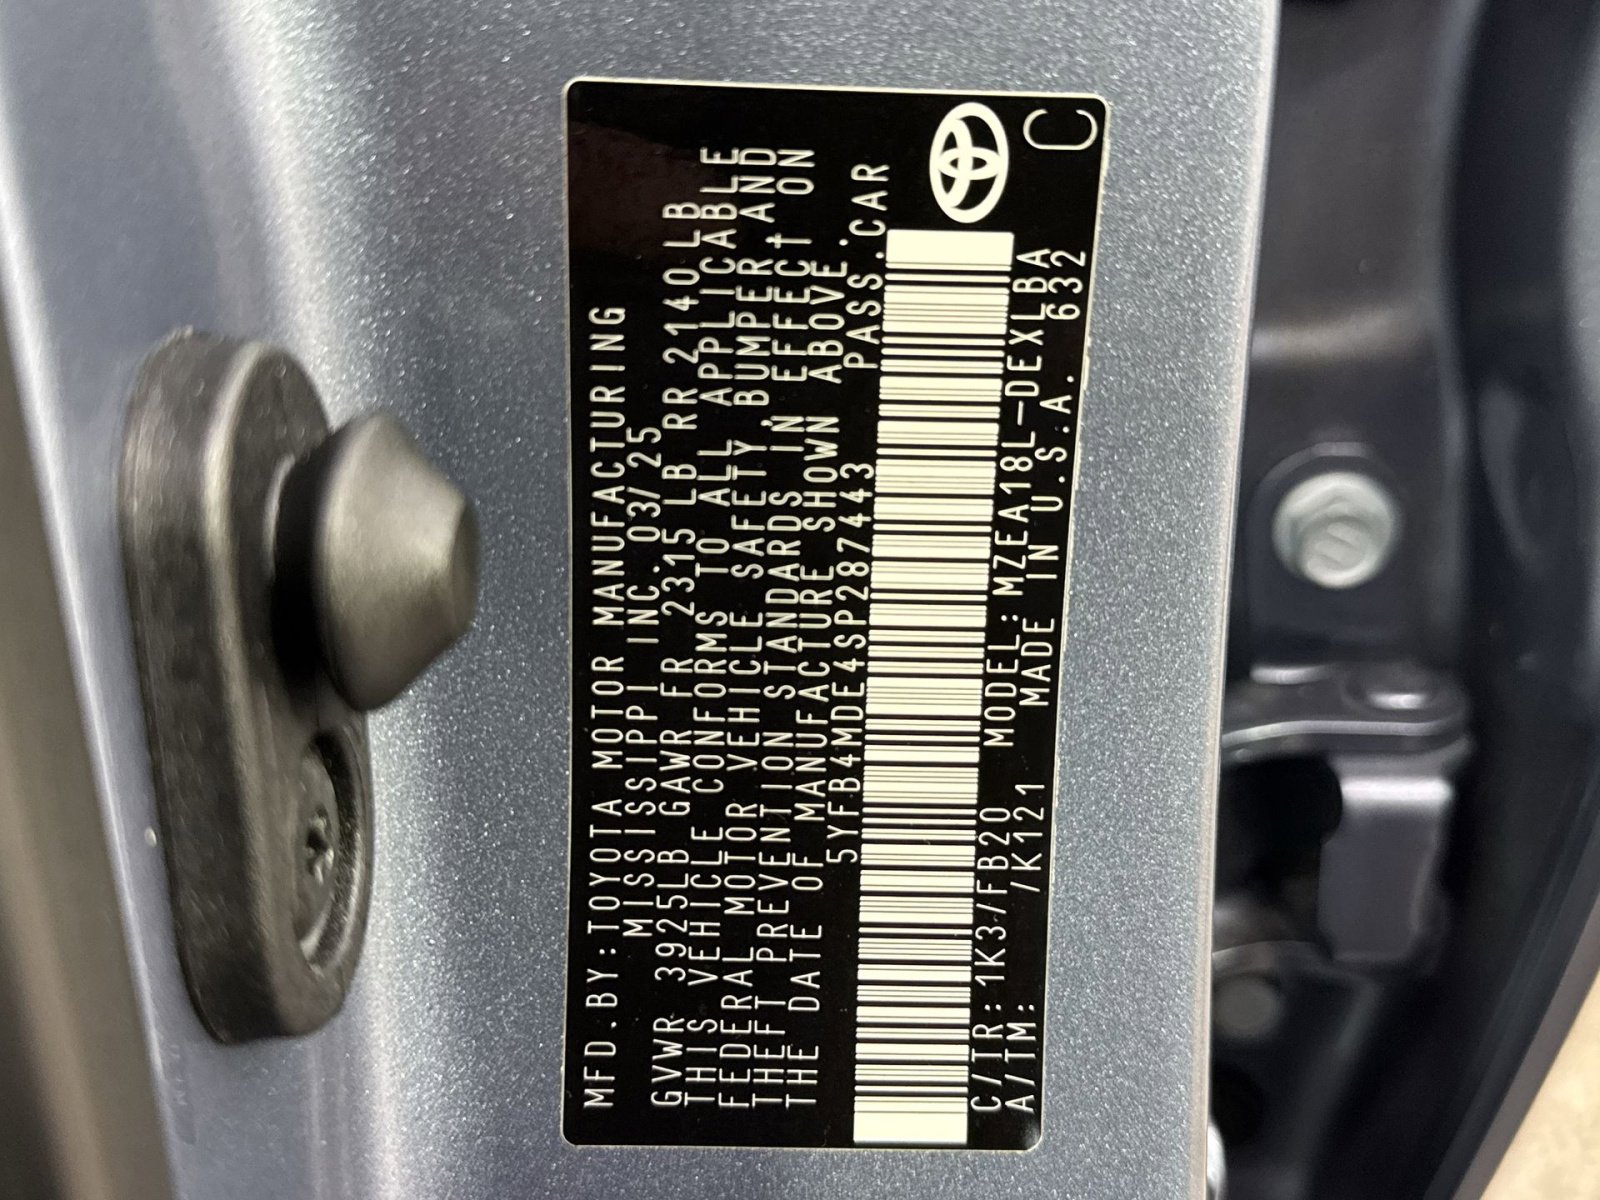 MFD.BY:TOYOTA MOTOR MANUFACTURING
MISSISSIPPI INC. 03/25
GVWR 3925LB GAWR FR 2315 LB RR 2140LB
THIS VEHICLE CONFORMS TO ALL APPLICABLE
FEDERAL MOTOR VEHICLE SAFETY,BUMPER,AND
THEFT PREVENTION STANDARDS IN EFFECT ON
THE DATE OF MANUFACTURE SHOWN ABOVE.
5YFB4MDE4SP287443 PASS.CAR
C/TR:1K3/FB20 MODEL:MZEA18L-DEXLBA
A/TM: /K121 MADE IN U.S.A. 632
C